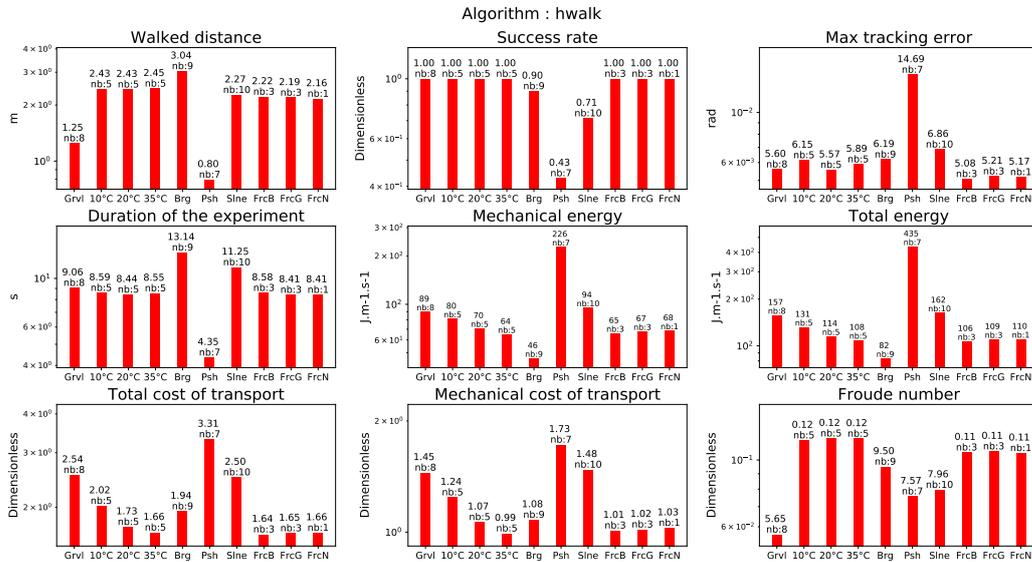 Algorithm : hwalk
Walked distance
m
4 × 10⁰
3 × 10⁰
2 × 10⁰
10⁰
1.25
nb:8
2.43
nb:5
2.43
nb:5
2.45
nb:5
3.04
nb:9
0.80
nb:7
2.27
nb:10
2.22
nb:3
2.19
nb:3
2.16
nb:1
Grvl 10°C 20°C 35°C Brg Psh Slne FrcB FrcG FrcN
Success rate
Dimensionless
10⁰
6 × 10⁻¹
4 × 10⁻¹
1.00
nb:8
1.00
nb:5
1.00
nb:5
1.00
nb:5
0.90
nb:9
0.43
nb:7
0.71
nb:10
1.00
nb:3
1.00
nb:3
1.00
nb:1
Grvl 10°C 20°C 35°C Brg Psh Slne FrcB FrcG FrcN
Max tracking error
rad
10⁻²
6 × 10⁻³
5.60
nb:8
6.15
nb:5
5.57
nb:5
5.89
nb:5
6.19
nb:9
14.69
nb:7
6.86
nb:10
5.08
nb:3
5.21
nb:3
5.17
nb:1
Grvl 10°C 20°C 35°C Brg Psh Slne FrcB FrcG FrcN
Duration of the experiment
s
10¹
6 × 10⁰
4 × 10⁰
9.06
nb:8
8.59
nb:5
8.44
nb:5
8.55
nb:5
13.14
nb:9
4.35
nb:7
11.25
nb:10
8.58
nb:3
8.41
nb:3
8.41
nb:1
Grvl 10°C 20°C 35°C Brg Psh Slne FrcB FrcG FrcN
Mechanical energy
J.m-1.s-1
3 × 10²
2 × 10²
10²
6 × 10¹
89
nb:8
80
nb:5
70
nb:5
64
nb:5
46
nb:9
226
nb:7
94
nb:10
65
nb:3
67
nb:3
68
nb:1
Grvl 10°C 20°C 35°C Brg Psh Slne FrcB FrcG FrcN
Total energy
J.m-1.s-1
4 × 10²
3 × 10²
2 × 10²
10²
157
nb:8
131
nb:5
114
nb:5
108
nb:5
82
nb:9
435
nb:7
162
nb:10
106
nb:3
109
nb:3
110
nb:1
Grvl 10°C 20°C 35°C Brg Psh Slne FrcB FrcG FrcN
Total cost of transport
Dimensionless
4 × 10⁰
3 × 10⁰
2 × 10⁰
2.54
nb:8
2.02
nb:5
1.73
nb:5
1.66
nb:5
1.94
nb:9
3.31
nb:7
2.50
nb:10
1.64
nb:3
1.65
nb:3
1.66
nb:1
Grvl 10°C 20°C 35°C Brg Psh Slne FrcB FrcG FrcN
Mechanical cost of transport
Dimensionless
2 × 10⁰
10⁰
1.45
nb:8
1.24
nb:5
1.07
nb:5
0.99
nb:5
1.08
nb:9
1.73
nb:7
1.48
nb:10
1.01
nb:3
1.02
nb:3
1.03
nb:1
Grvl 10°C 20°C 35°C Brg Psh Slne FrcB FrcG FrcN
Froude number
Dimensionless
10⁻¹
6 × 10⁻²
5.65
nb:8
0.12
nb:5
0.12
nb:5
0.12
nb:5
9.50
nb:9
7.57
nb:7
7.96
nb:10
0.11
nb:3
0.11
nb:3
0.11
nb:1
Grvl 10°C 20°C 35°C Brg Psh Slne FrcB FrcG FrcN